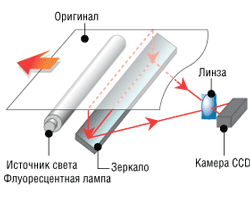 Оригинал
Линза
Источник света
Флуоресцентная лампа
Зеркало
Камера CCD